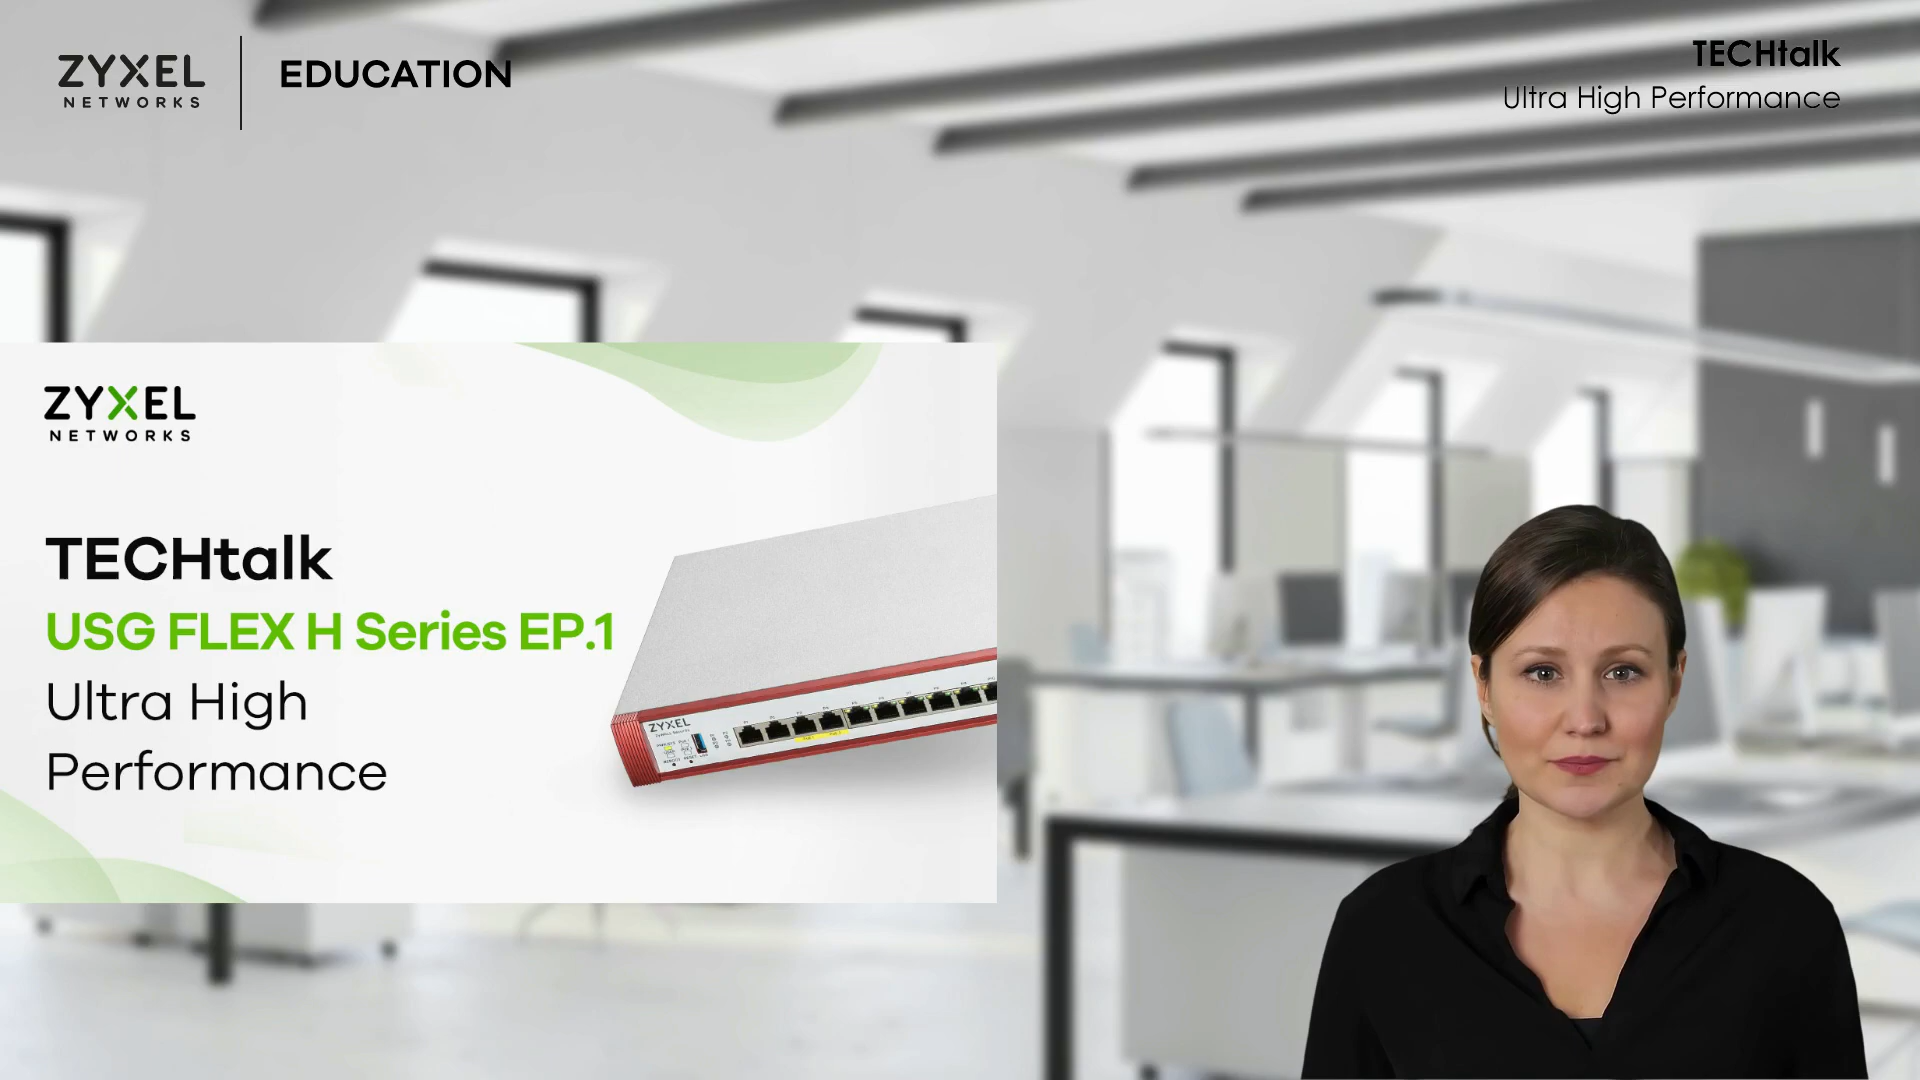 ZYXEL
NETWORKS
EDUCATION
TECHtalk
Ultra High Performance
ZYXEL
NETWORKS
TECHtalk
USG FLEX H Series EP.1
Ultra High
Performance
ZYXEL